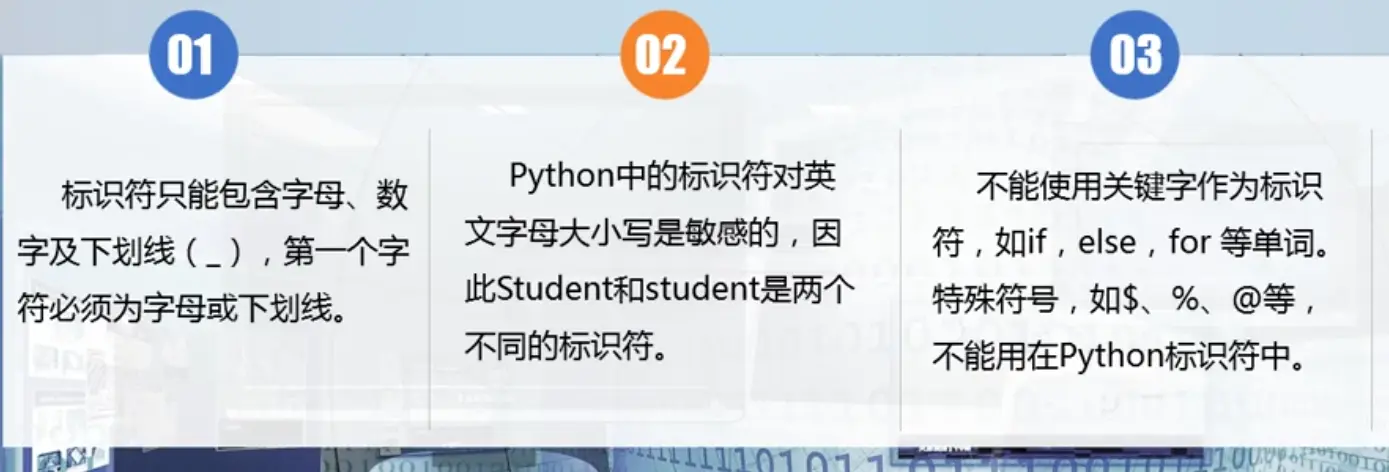 01
标识符只能包含字母、数
字及下划线（_），第一个字
符必须为字母或下划线。
02
Python中的标识符对英
文字母大小写是敏感的，因
此Student和student是两个
不同的标识符。
03
不能使用关键字作为标识
符，如if，else，for 等单词。
特殊符号，如$、%、@等，
不能用在Python标识符中。